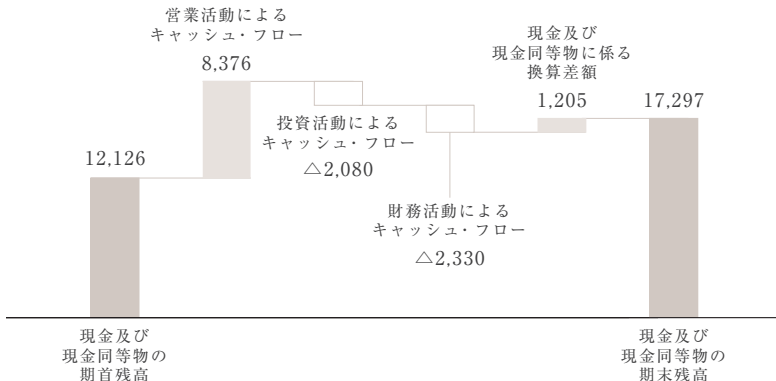 営業活動による
キャッシュ・フロー
8,376
現金及び
現金同等物に係る
換算差額
1,205
17,297
12,126
投資活動による
キャッシュ・フロー
△2,080
財務活動による
キャッシュ・フロー
△2,330
現金及び
現金同等物の
期首残高
現金及び
現金同等物の
期末残高